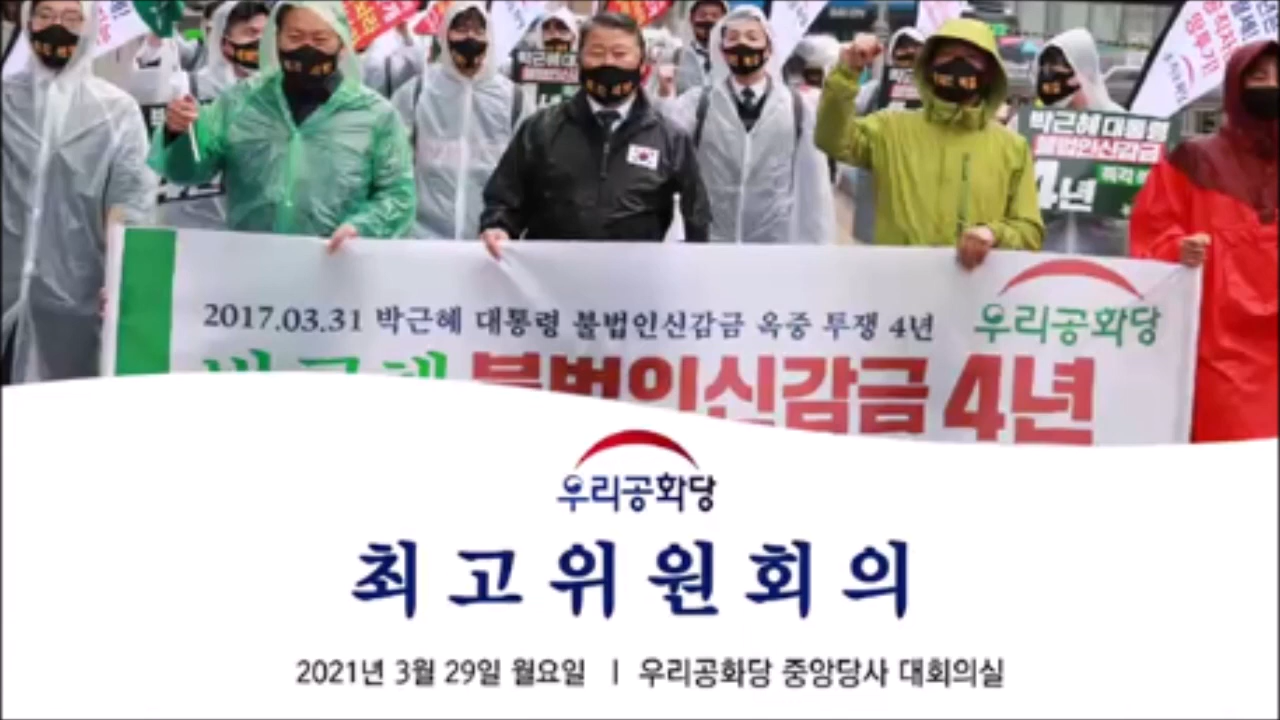 박근혜대통령
불법인신감금
4년
2017.03.31 박근혜 대통령 불법인신감금 옥중 투쟁 4년
우리공화당
박근혜 불법인신감금 4년
우리공화당
최고위원회의
2021년 3월 29일 월요일 | 우리공화당 중앙당사 대회의실